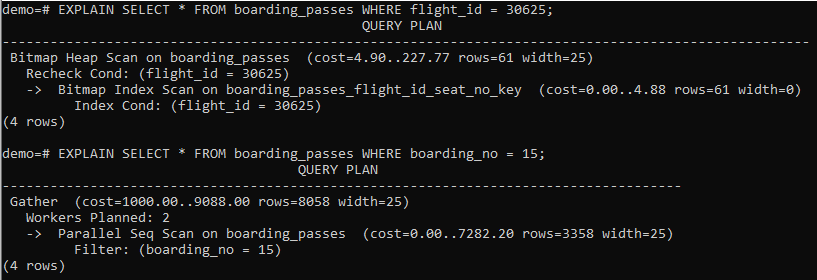 demo=# EXPLAIN SELECT * FROM boarding_passes WHERE flight_id = 30625;
QUERY PLAN
---------------------------------------------------------------------------------------------------
Bitmap Heap Scan on boarding_passes  (cost=4.90..227.77 rows=61 width=25)
  Recheck Cond: (flight_id = 30625)
  ->  Bitmap Index Scan on boarding_passes_flight_id_seat_no_key  (cost=0.00..4.88 rows=61 width=0)
        Index Cond: (flight_id = 30625)
(4 rows)
demo=# EXPLAIN SELECT * FROM boarding_passes WHERE boarding_no = 15;
QUERY PLAN
-----------------------------------------------------------------------------------
Gather  (cost=1000.00..9088.00 rows=8058 width=25)
  Workers Planned: 2
  ->  Parallel Seq Scan on boarding_passes  (cost=0.00..7282.20 rows=3358 width=25)
        Filter: (boarding_no = 15)
(4 rows)